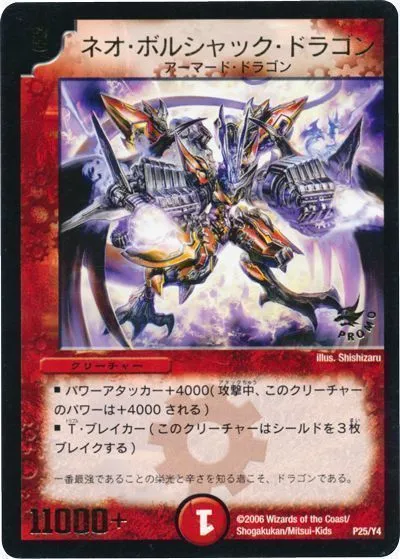 ネオ・ボルシャック・ドラゴン
アーマード・ドラゴン
PROMO
illus. Shishizaru
クリーチャー
■ パワーアタッカー+4000(攻撃中、このクリーチャー
のパワーは+4000 される)
■ T・ブレイカー(このクリーチャーはシールドを3枚
ブレイクする)
一番最強であることの栄光と辛さを知る者こそ、ドラゴンである。
11000+
T
©2006 Wizards of the Coast/
Shogakukan/Mitsui-Kids
P25/Y4